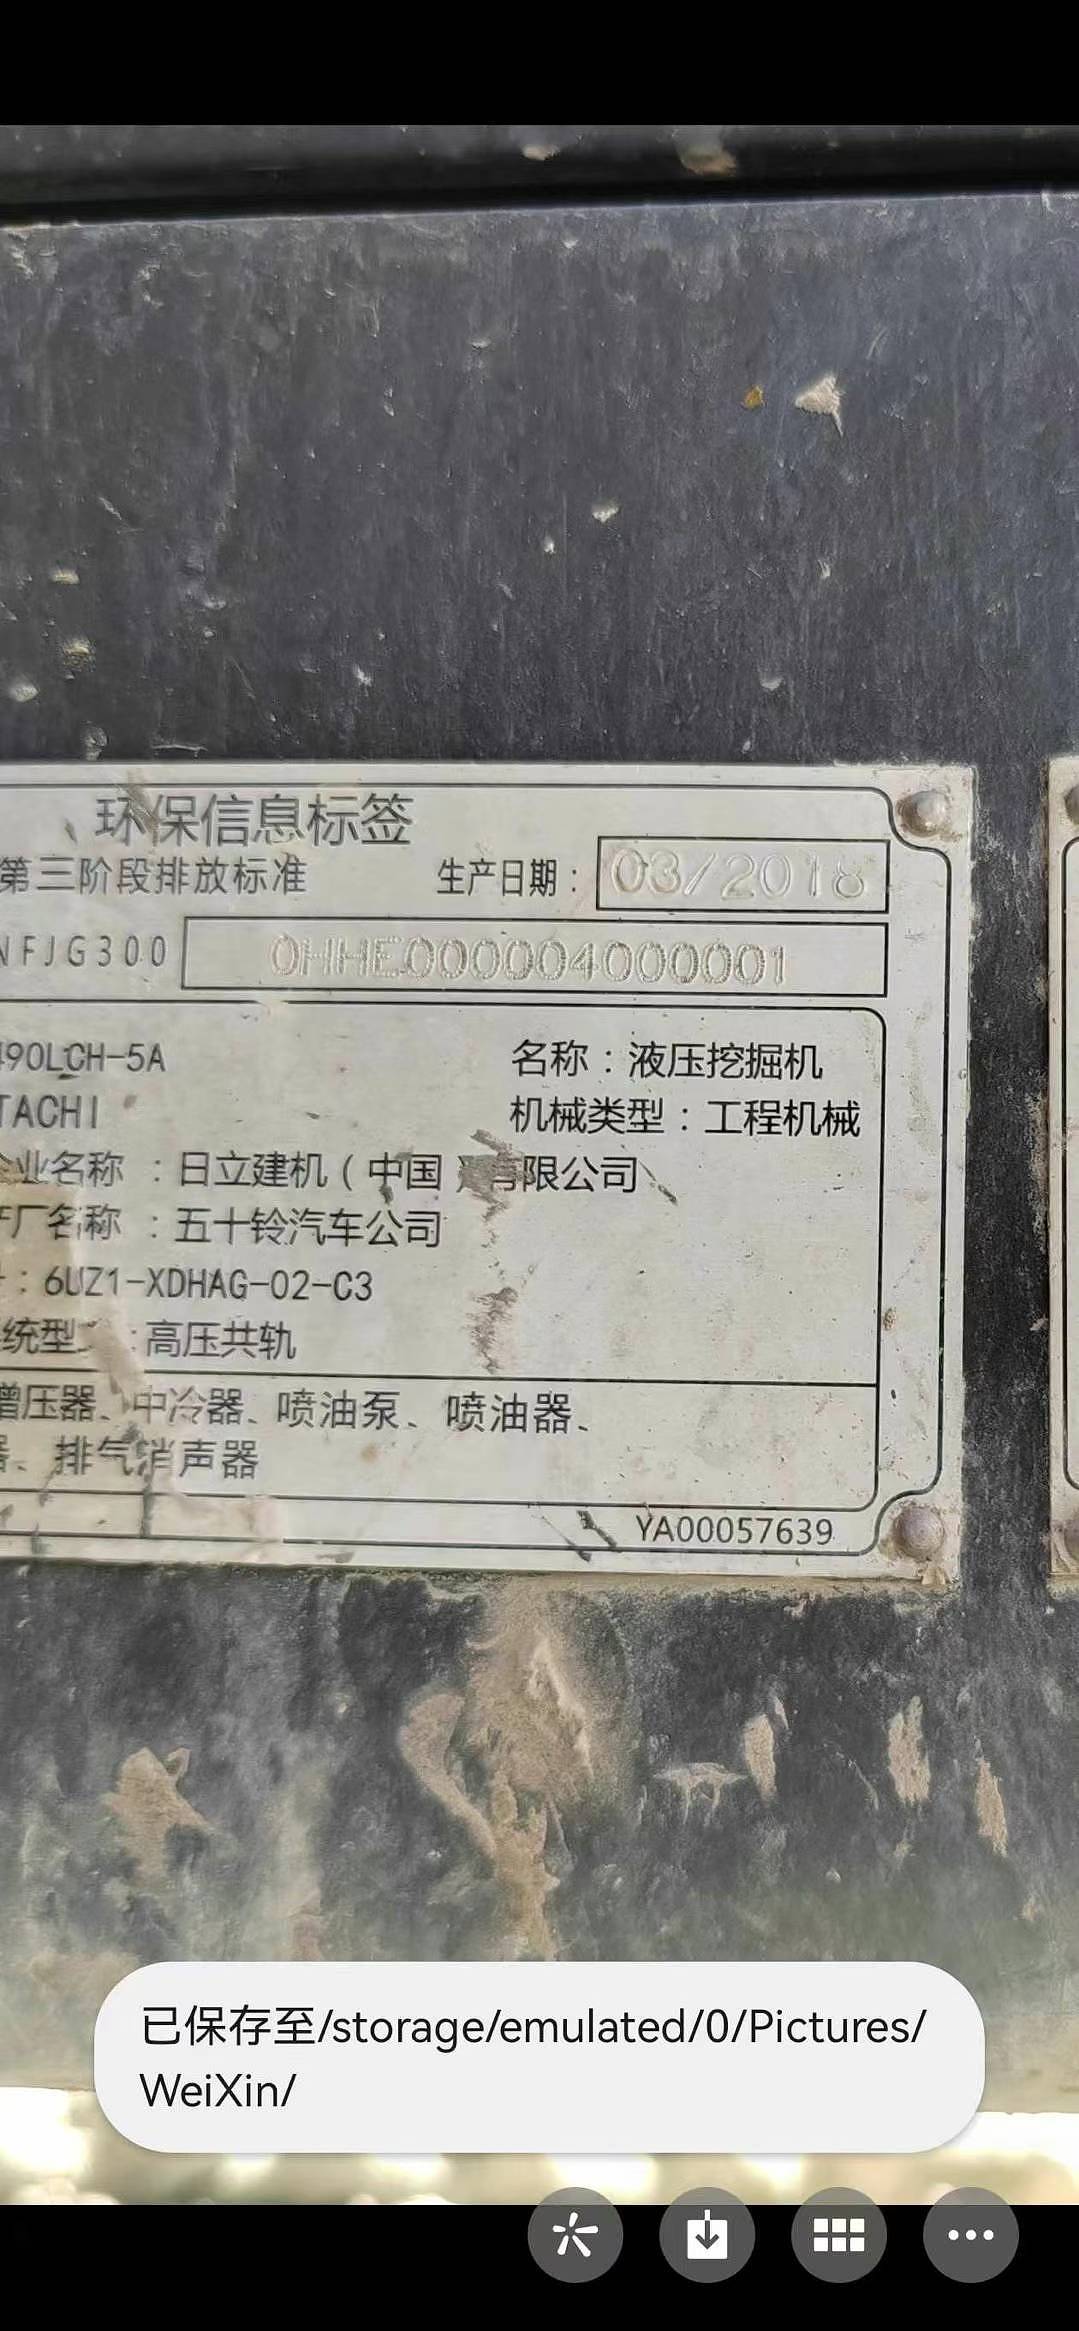 环保信息标签
第三阶段排放标准 生产日期：03/2018
NFJG300 0HHE000004000001
490LCH-5A 名称：液压挖掘机
TACHI 机械类型：工程机械
企业名称：日立建机（中国）有限公司
厂名称：五十铃汽车公司
：6UZ1-XDHAG-02-C3
统型 ：高压共轨
增压器、中冷器、喷油泵、喷油器、
器、排气消声器
YA00057639
已保存至/storage/emulated/0/Pictures/
WeiXin/